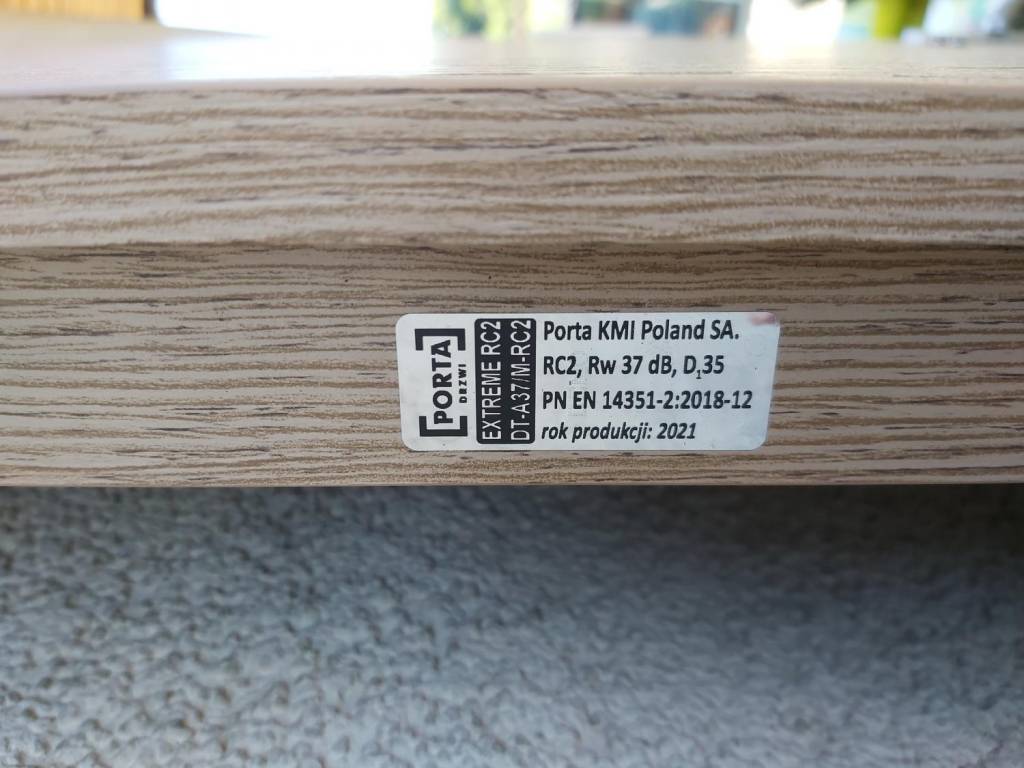 PORTA
DRZWI
EXTREME RC2
DT-A37/M-RC2
Porta KMI Poland SA.
RC2, Rw 37 dB, D₁35
PN EN 14351-2:2018-12
rok produkcji: 2021